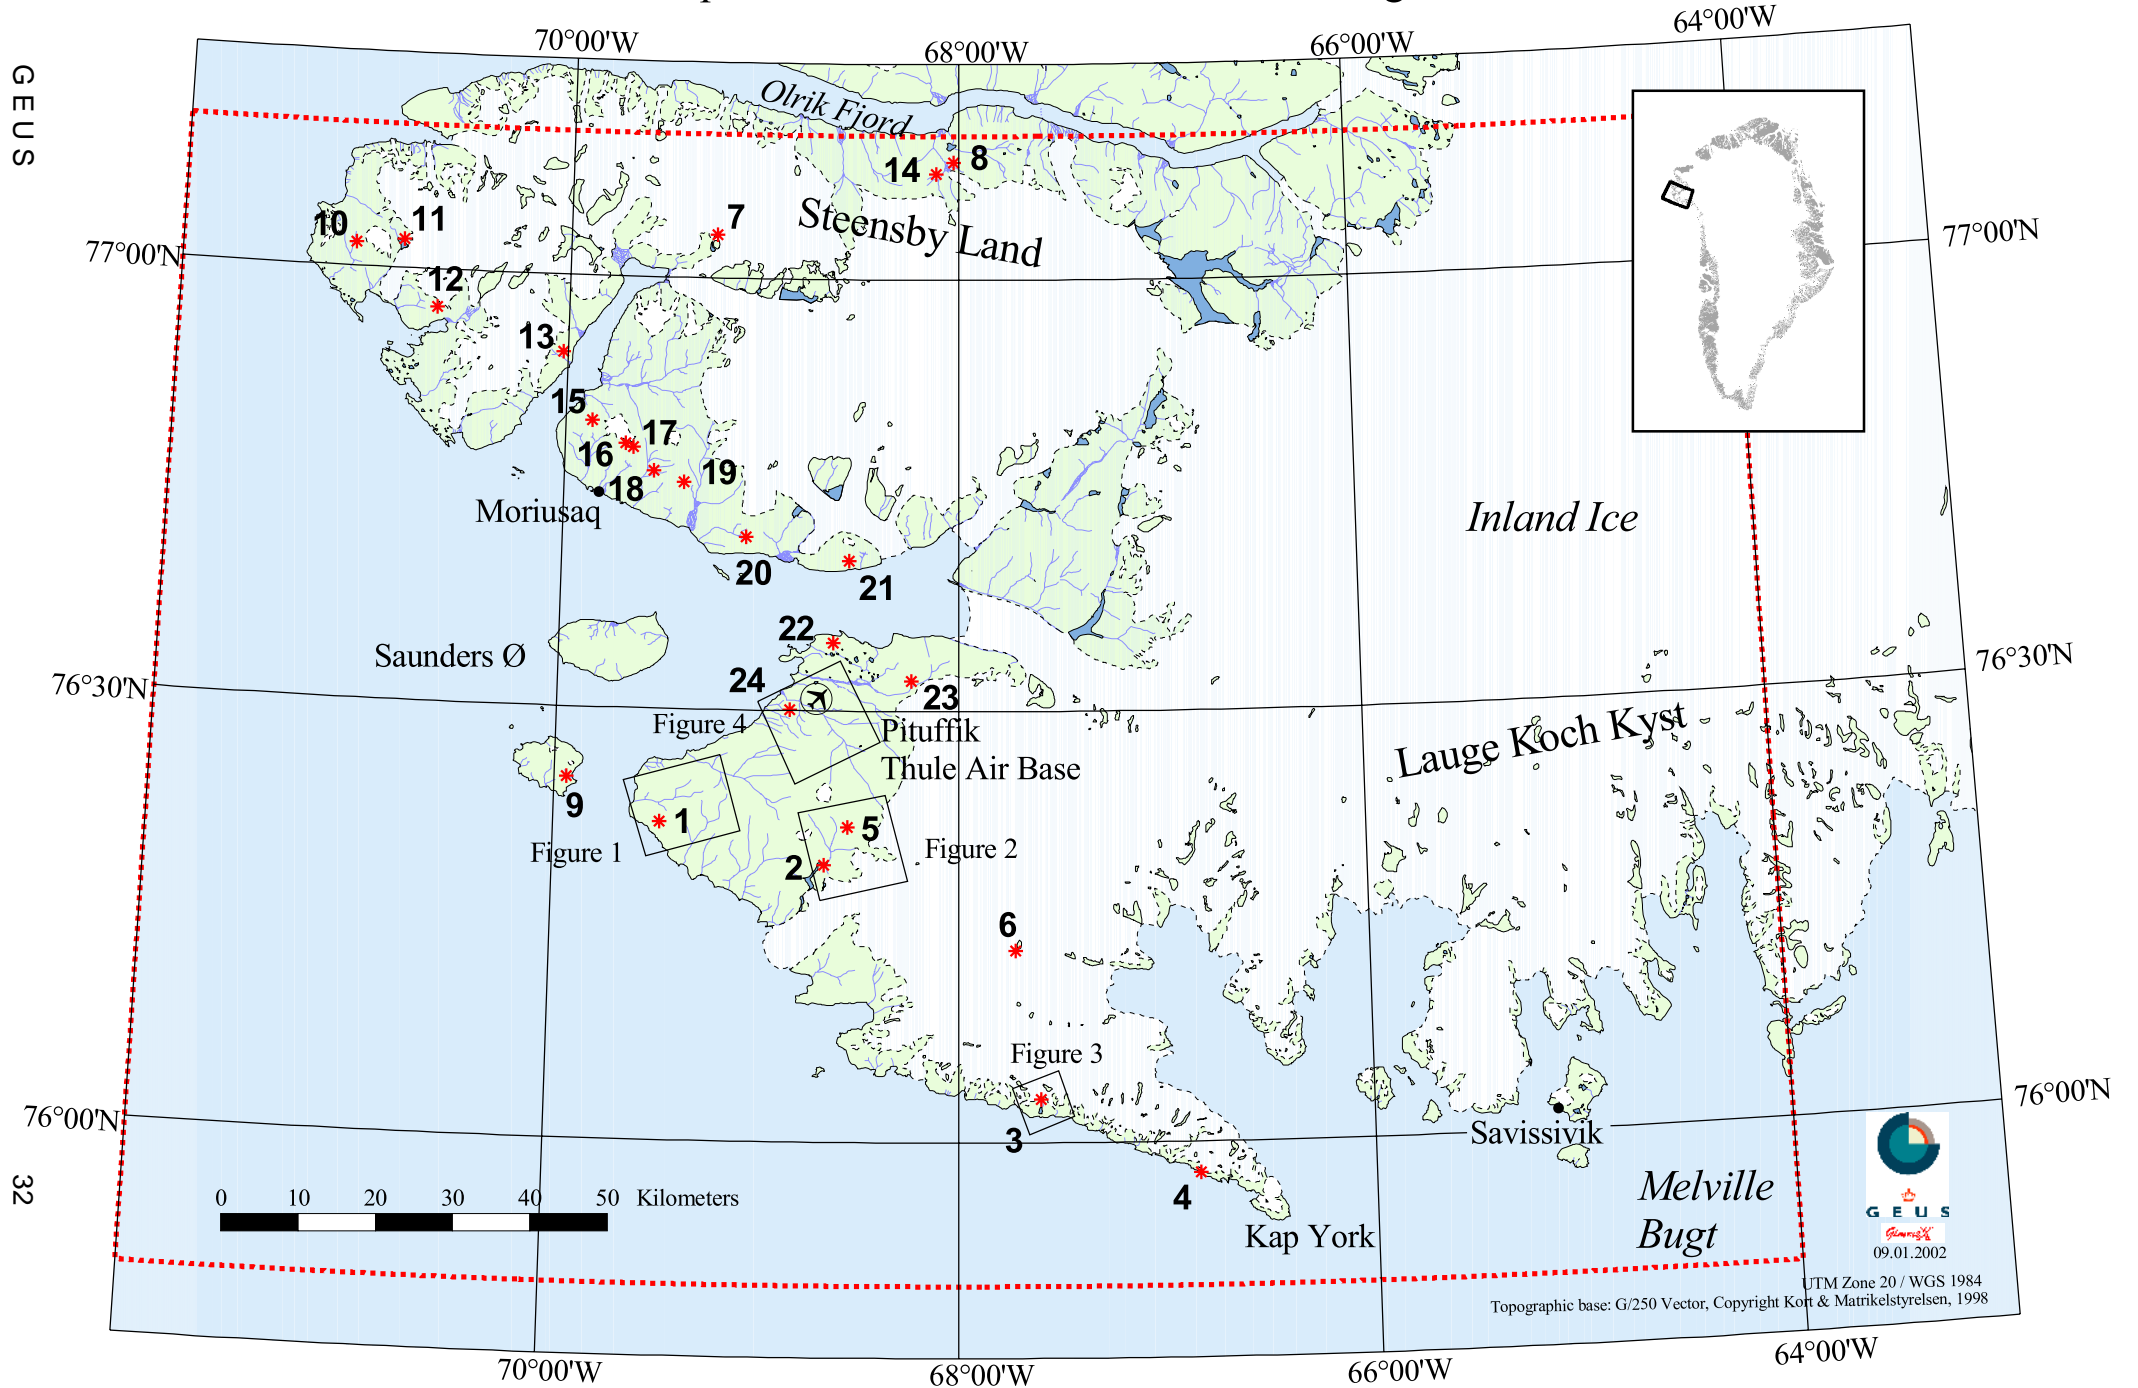 70°00'W
68°00'W
66°00'W
64°00'W
GEUS
Olrik Fjord
14
8
10
11
7
Steensby Land
77°00'N
77°00'N
12
13
15
17
16
19
18
Moriusaq
Inland Ice
20
21
22
Saunders Ø
76°30'N
76°30'N
24
23
Figure 4
Pituffik
Thule Air Base
Lauge Koch Kyst
9
1
5
Figure 1
Figure 2
2
6
Figure 3
76°00'N
76°00'N
3
Savissivik
4
Kap York
Melville
Bugt
32
0 10 20 30 40 50 Kilometers
GEUS
09.01.2002
UTM Zone 20 / WGS 1984
Topographic base: G/250 Vector, Copyright Kort & Matrikelstyrelsen, 1998
70°00'W
68°00'W
66°00'W
64°00'W